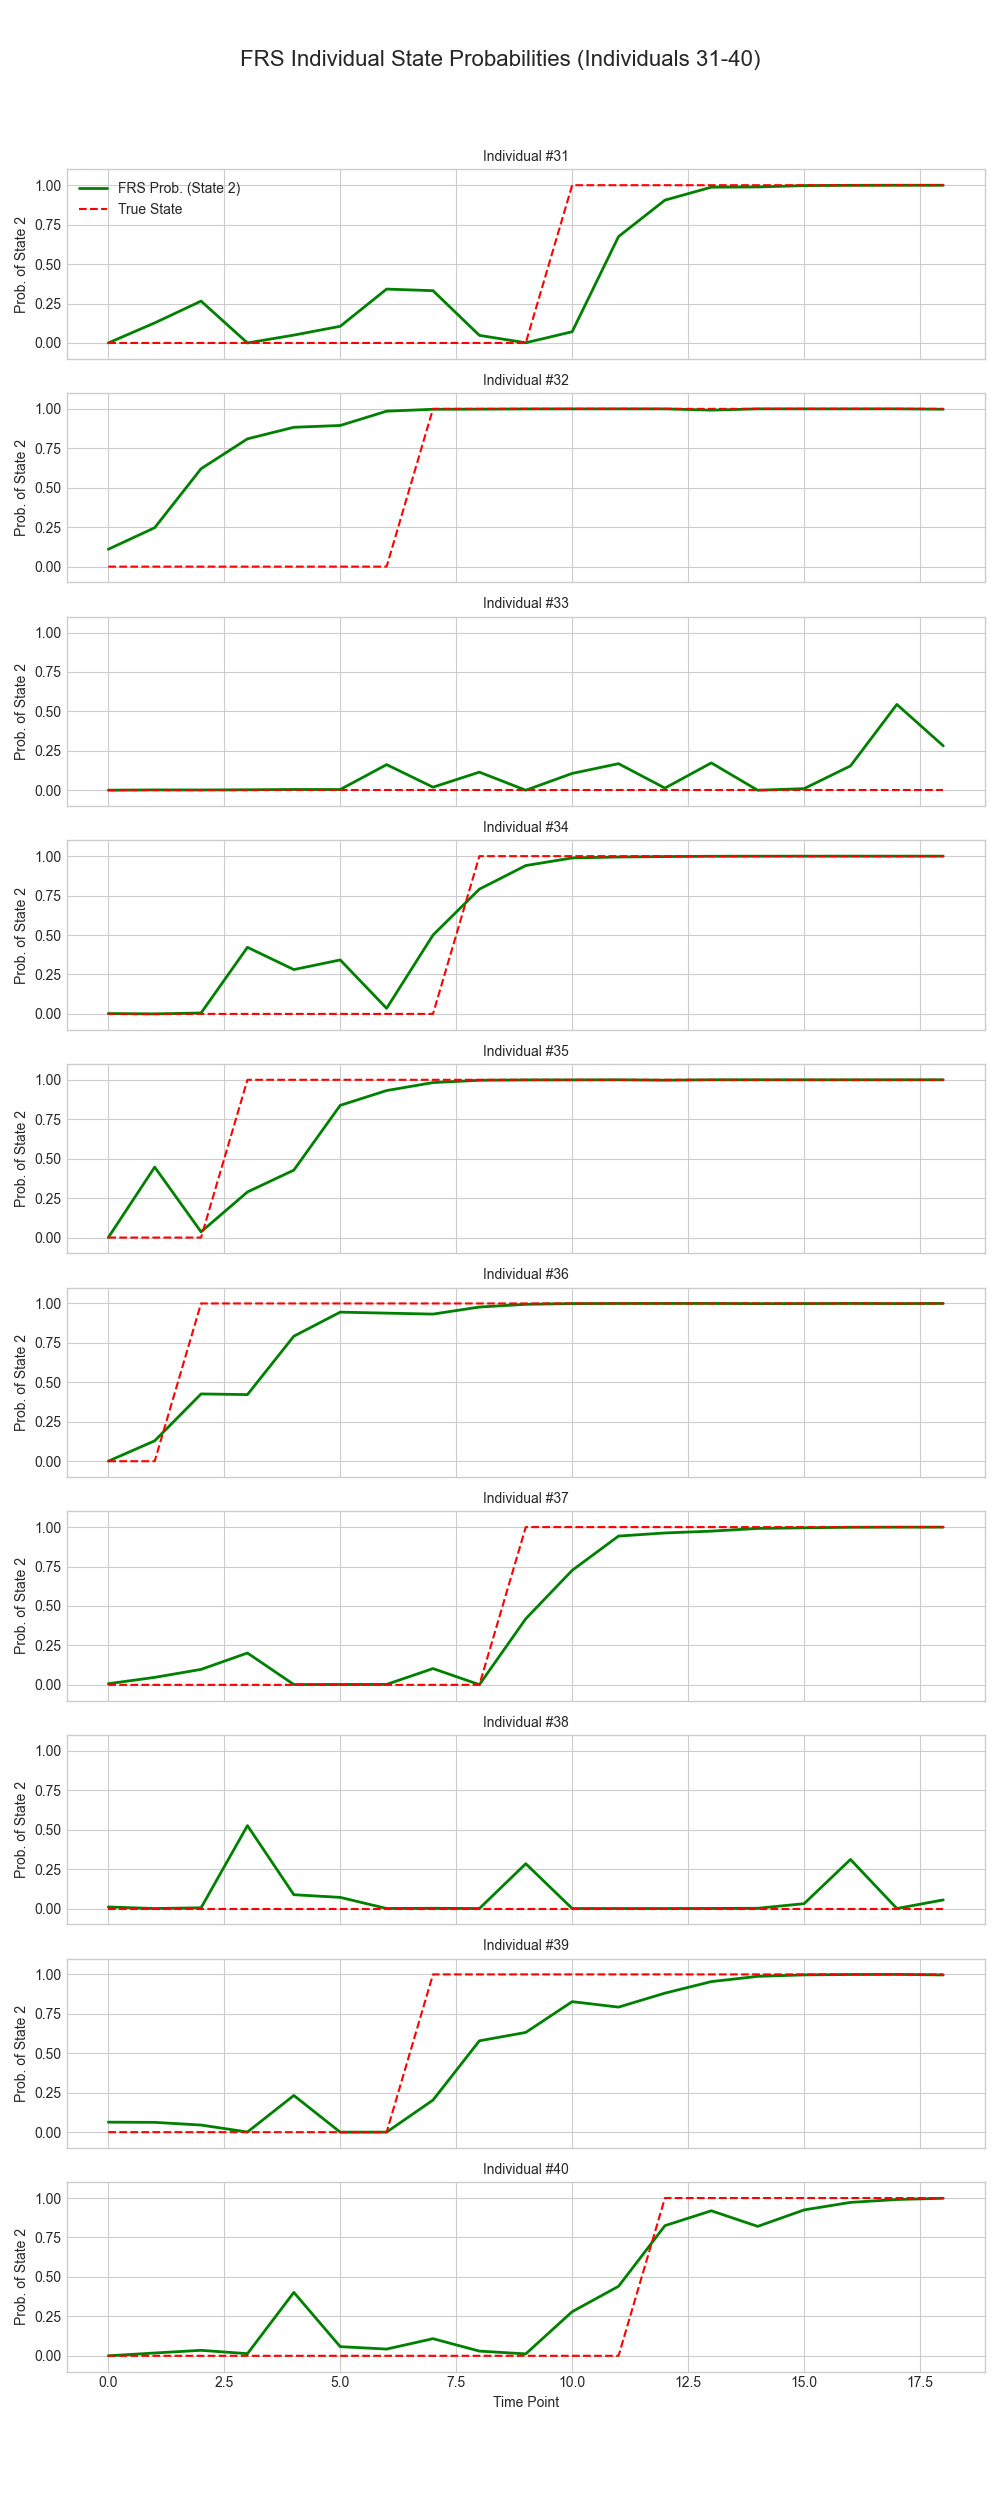 FRS Individual State Probabilities (Individuals 31-40)
Individual #31
FRS Prob. (State 2)
True State
Prob. of State 2
1.00
0.75
0.50
0.25
0.00
Individual #32
Prob. of State 2
1.00
0.75
0.50
0.25
0.00
Individual #33
Prob. of State 2
1.00
0.75
0.50
0.25
0.00
Individual #34
Prob. of State 2
1.00
0.75
0.50
0.25
0.00
Individual #35
Prob. of State 2
1.00
0.75
0.50
0.25
0.00
Individual #36
Prob. of State 2
1.00
0.75
0.50
0.25
0.00
Individual #37
Prob. of State 2
1.00
0.75
0.50
0.25
0.00
Individual #38
Prob. of State 2
1.00
0.75
0.50
0.25
0.00
Individual #39
Prob. of State 2
1.00
0.75
0.50
0.25
0.00
Individual #40
Prob. of State 2
1.00
0.75
0.50
0.25
0.00
0.0 2.5 5.0 7.5 10.0 12.5 15.0 17.5
Time Point